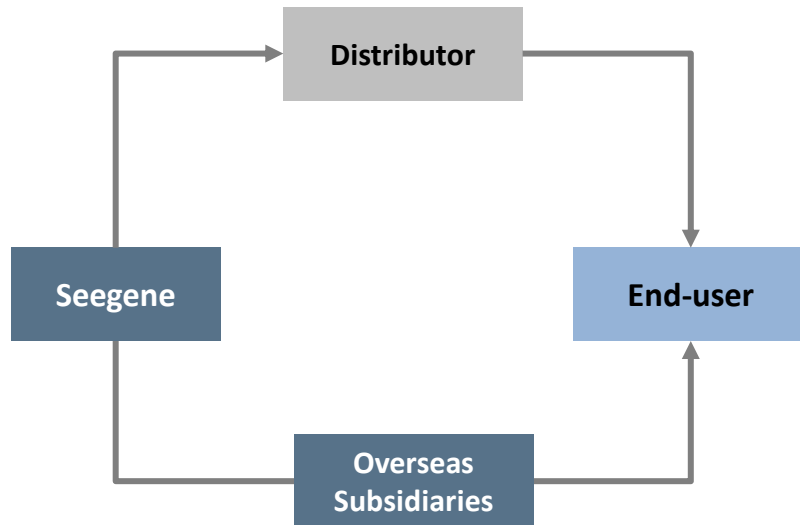 Distributor
Seegene
End-user
Overseas
Subsidiaries